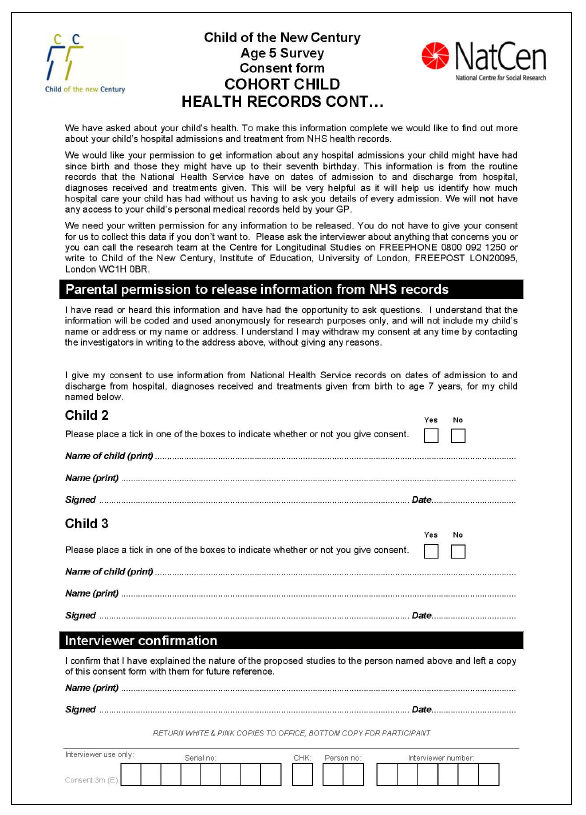 C C
Child of the new Century
Child of the New Century
Age 5 Survey
Consent form
COHORT CHILD
HEALTH RECORDS CONT…
NatCen
National Centre for Social Research
We have asked about your child's health. To make this information complete we would like to find out more
about your child's hospital admissions and treatment from NHS health records.
We would like your permission to get information about any hospital admissions your child might have had
since birth and those they might have up to their seventh birthday. This information is from the routine
records that the National Health Service have on dates of admission to and discharge from hospital,
diagnoses received and treatments given. This will be very helpful as it will help us identify how much
hospital care your child has had without us having to ask you details of every admission. We will not have
any access to your child's personal medical records held by your GP.
We need your written permission for any information to be released. You do not have to give your consent
for us to collect this data if you don't want to. Please ask the interviewer about anything that concerns you or
you can call the research team at the Centre for Longitudinal Studies on FREEPHONE 0800 092 1250 or
write to Child of the New Century, Institute of Education, University of London, FREEPOST LON20095,
London WC1H 0BR.
Parental permission to release information from NHS records
I have read or heard this information and have had the opportunity to ask questions. I understand that the
information will be coded and used anonymously for research purposes only, and will not include my child's
name or address or my name or address. I understand I may withdraw my consent at any time by contacting
the investigators in writing to the address above, without giving any reasons.
I give my consent to use information from National Health Service records on dates of admission to and
discharge from hospital, diagnoses received and treatments given from birth to age 7 years, for my child
named below.
Child 2
Yes No
Please place a tick in one of the boxes to indicate whether or not you give consent.
Name of child (print)
Name (print)
Signed Date
Child 3
Yes No
Please place a tick in one of the boxes to indicate whether or not you give consent.
Name of child (print)
Name (print)
Signed Date
Interviewer confirmation
I confirm that I have explained the nature of the proposed studies to the person named above and left a copy
of this consent form with them for future reference.
Name (print)
Signed Date
RETURN WHITE & PINK COPIES TO OFFICE, BOTTOM COPY FOR PARTICIPANT
Interviewer use only: Serial no: CHK: Person no: Interviewer number:
Consent 3m (E)